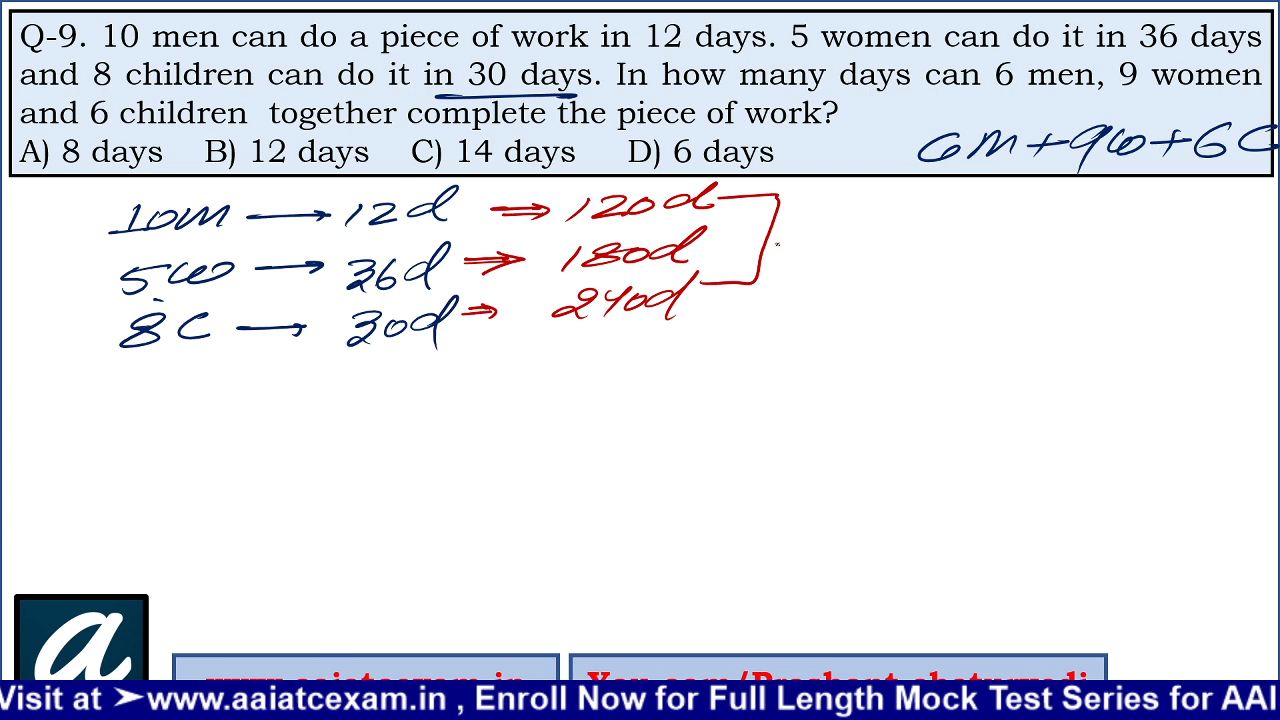 Q-9. 10 men can do a piece of work in 12 days. 5 women can do it in 36 days
and 8 children can do it in 30 days. In how many days can 6 men, 9 women
and 6 children together complete the piece of work?
A) 8 days B) 12 days C) 14 days D) 6 days
6M+9W+6C
10M → 12d ⇒ 120d
5W → 36d ⇒ 180d
8C → 30d ⇒ 240d
a
Visit at ➤www.aaiatcexam.in , Enroll Now for Full Length Mock Test Series for AAI